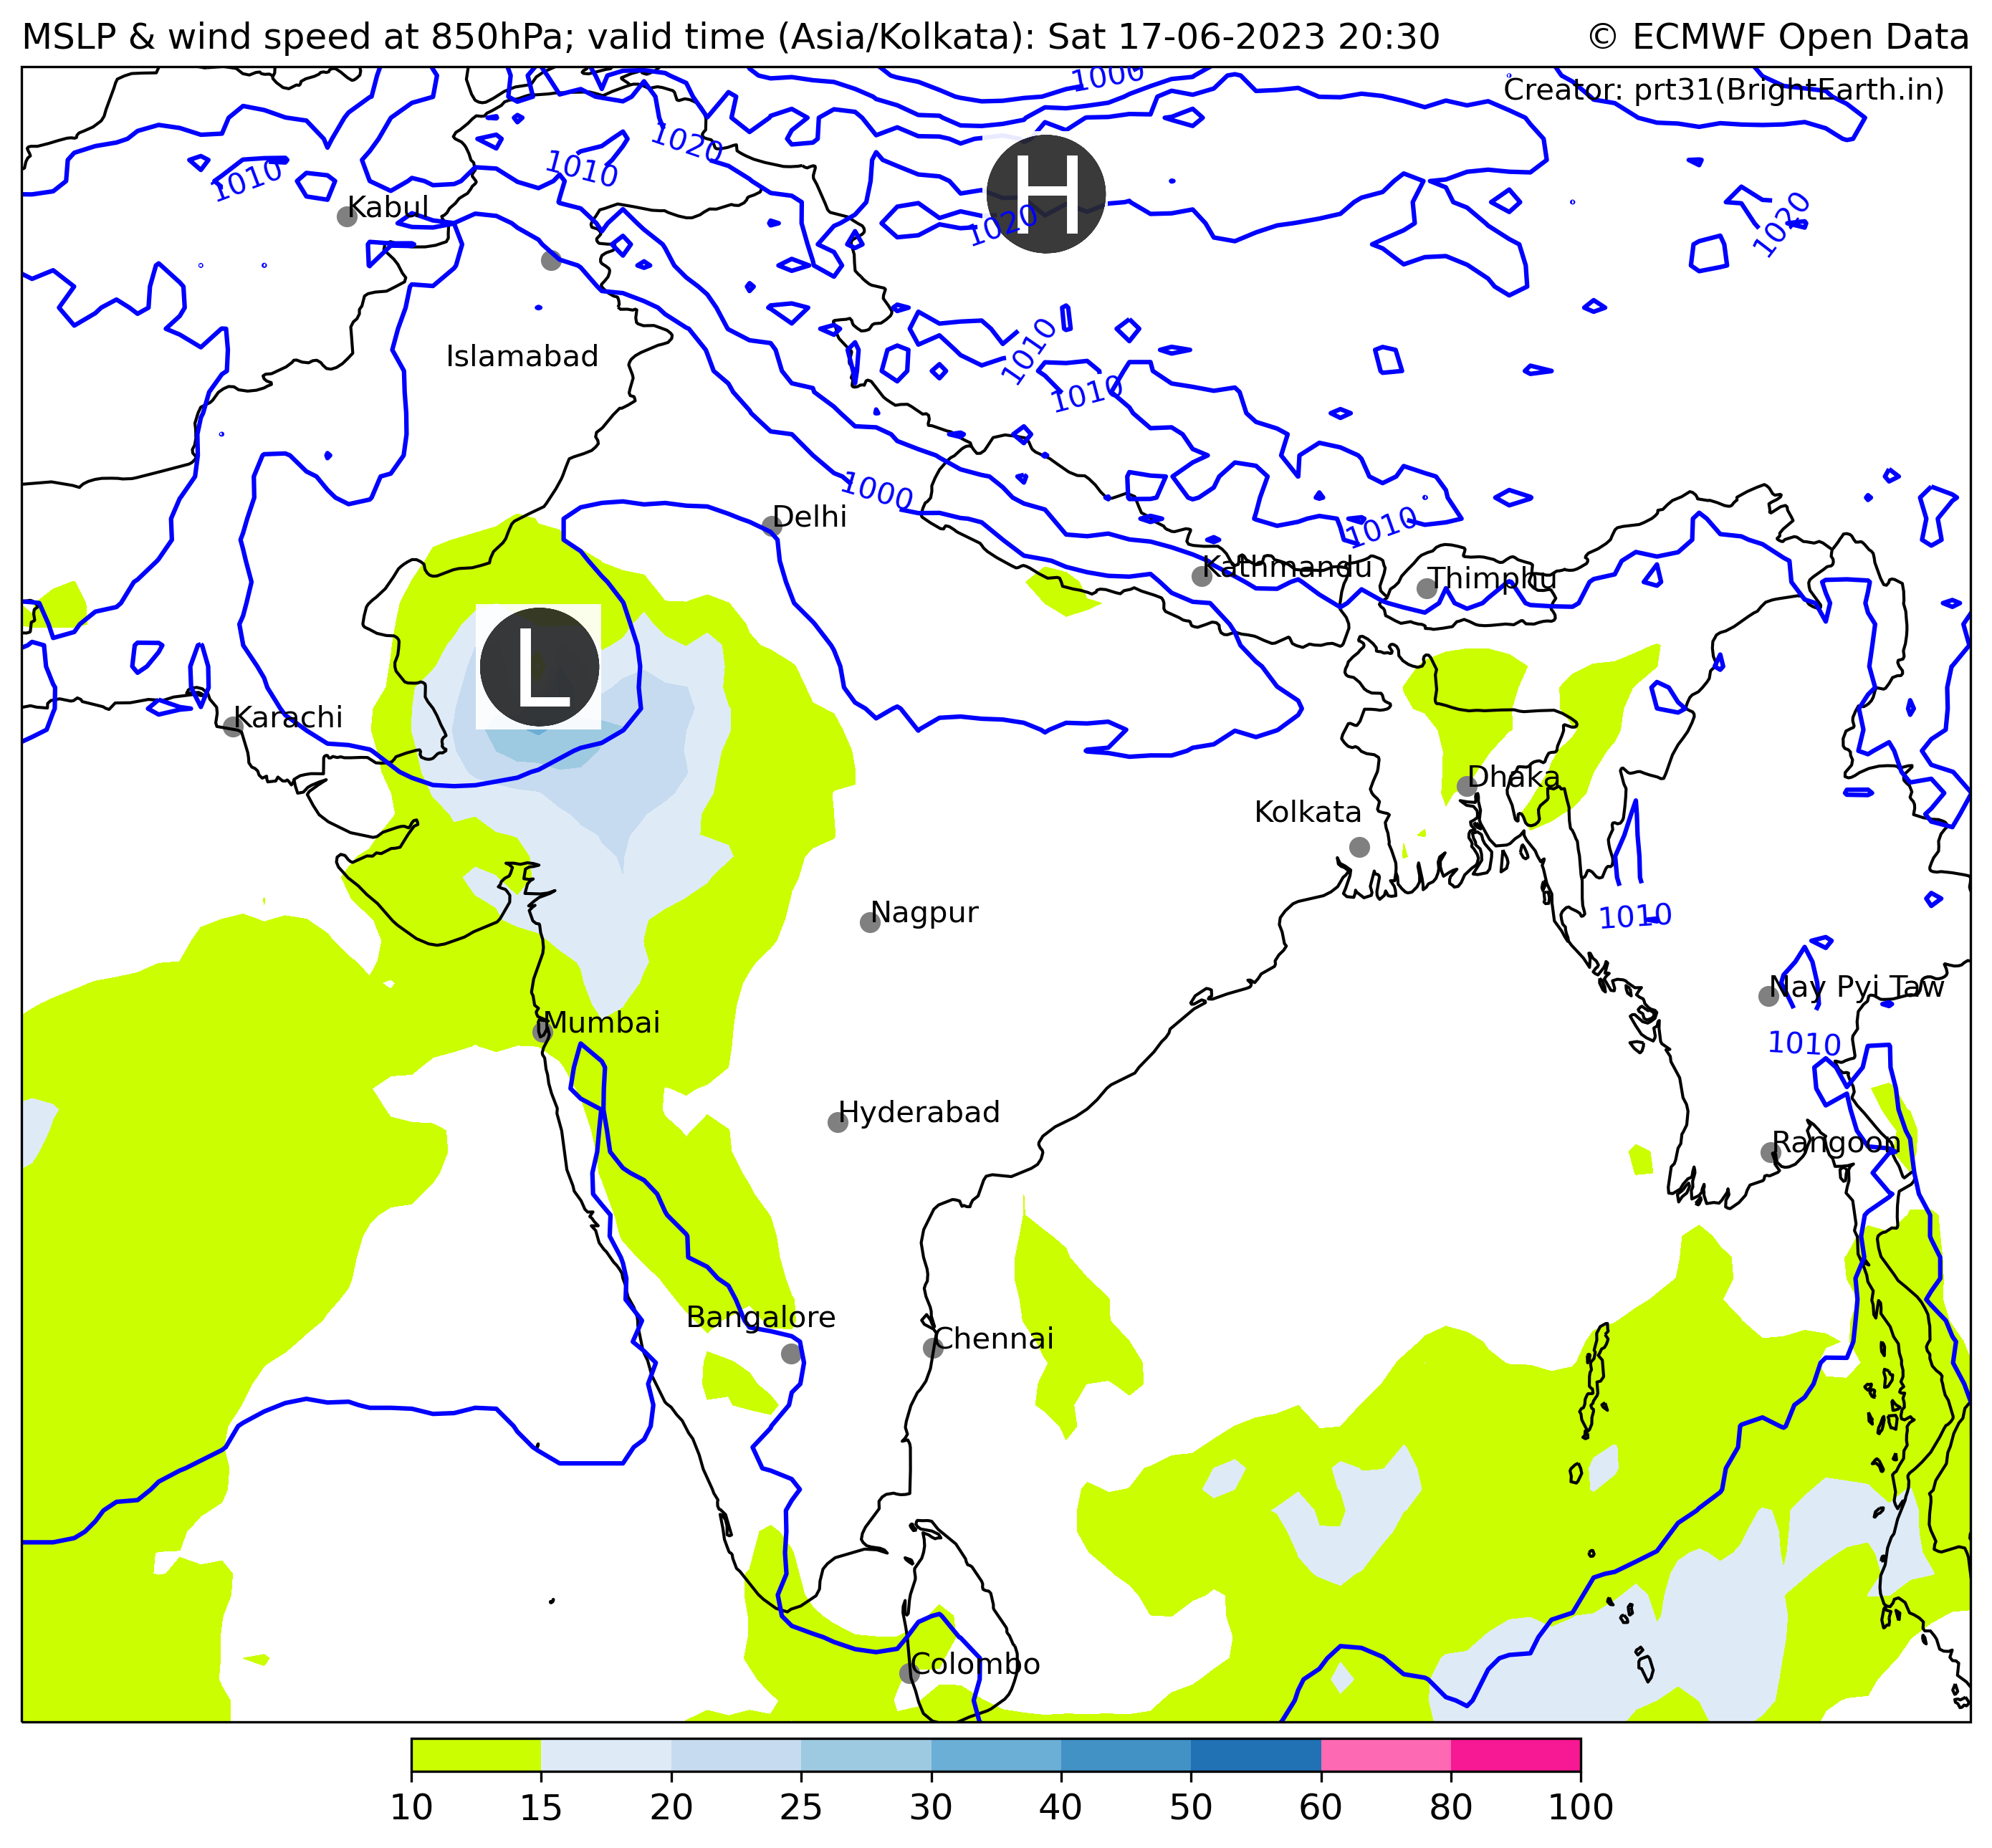 MSLP & wind speed at 850hPa; valid time (Asia/Kolkata): Sat 17-06-2023 20:30
© ECMWF Open Data
Creator: prt31(BrightEarth.in)
1000
1020
1010
1010
H
1020
1020
Kabul
1010
Islamabad
1010
1000
Delhi
1010
Kathmandu
Thimphu
L
Karachi
Dhaka
Kolkata
Nagpur
1010
Nay Pyi Taw
Mumbai
1010
Hyderabad
Rangoon
Bangalore
Chennai
Colombo
10 15 20 25 30 40 50 60 80 100